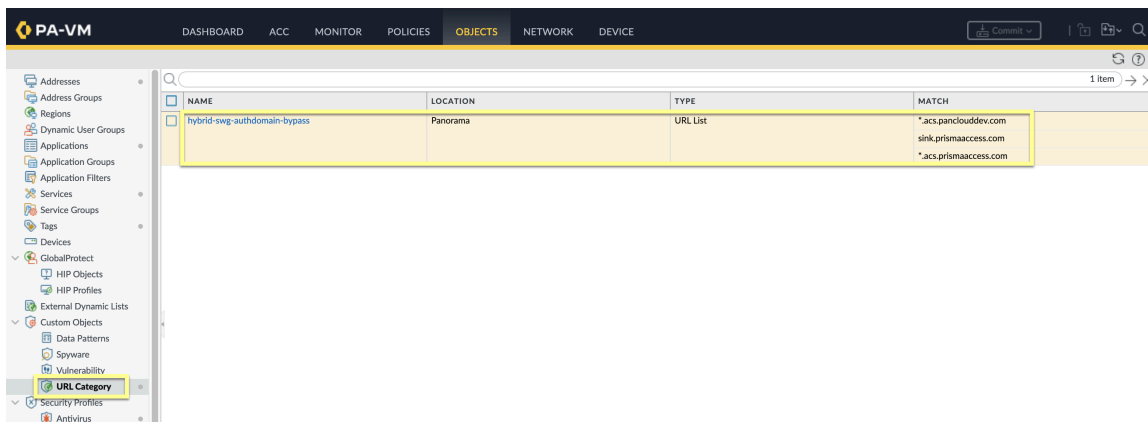 PA-VM DASHBOARD ACC MONITOR POLICIES OBJECTS NETWORK DEVICE Commit
1 item
Addresses
Address Groups
Regions
Dynamic User Groups
Applications
Application Groups
Application Filters
Services
Service Groups
Tags
Devices
GlobalProtect
HIP Objects
HIP Profiles
External Dynamic Lists
Custom Objects
Data Patterns
Spyware
Vulnerability
URL Category
Security Profiles
Antivirus
NAME LOCATION TYPE MATCH
hybrid-swg-authdomain-bypass Panorama URL List *.acs.panclouddev.com
sink.prismaaccess.com
*.acs.prismaaccess.com